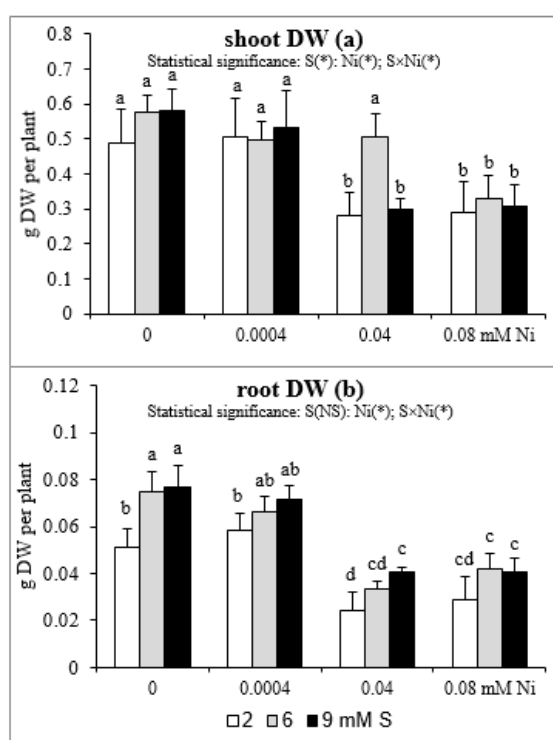 shoot DW (a)
Statistical significance: S(*): Ni(*); S×Ni(*)
g DW per plant
0.8
0.7
0.6
0.5
0.4
0.3
0.2
0.1
0
a a a
a a a
b a b
b b b
0 0.0004 0.04 0.08 mM Ni
root DW (b)
Statistical significance: S(NS): Ni(*); S×Ni(*)
g DW per plant
0.12
0.1
0.08
0.06
0.04
0.02
0
b a a
b ab ab
d cd c
cd c c
0 0.0004 0.04 0.08 mM Ni
2 6 9 mM S